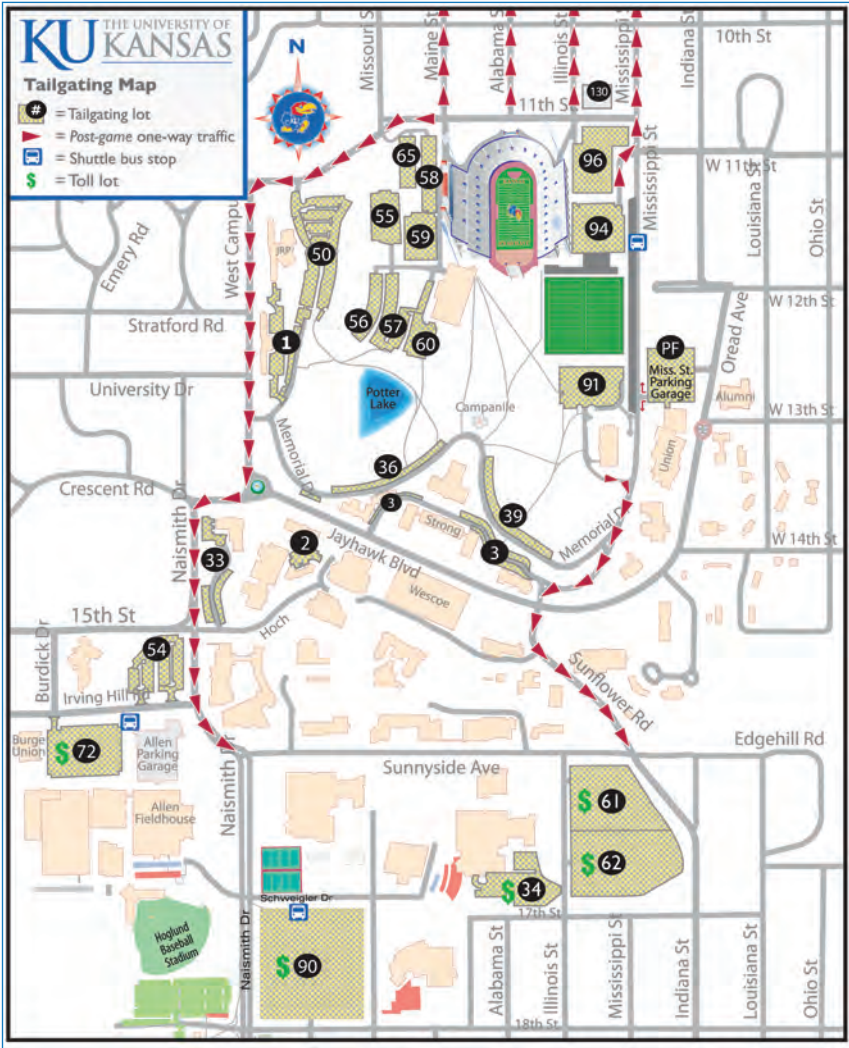 KU THE UNIVERSITY OF
KANSAS
Tailgating Map
# = Tailgating lot
= Post-game one-way traffic
= Shuttle bus stop
$ = Toll lot
N
Missouri St
Maine St
Alabama St
Illinois St
Mississippi St
Indiana St
10th St
11th St
130
65
58
96
W 11th St
55
59
94
Mississippi St
Louisiana St
Ohio St
West Campus
Emery Rd
JRP
50
Stratford Rd
56
57
60
W 12th St
Oread Ave
1
PF
Miss. St.
Parking
Garage
University Dr
Potter
Lake
91
Campanile
Alumni
W 13th St
Union
Memorial Dr
36
Crescent Rd
3
Strong
39
Memorial Dr
Naismith Dr
33
2
Jayhawk Blvd
3
W 14th St
Wescoe
15th St
Hoch
Burdick Dr
54
Irving Hill Rd
Sunflower Rd
Burge
Union
$ 72
Allen
Parking
Garage
Naismith Dr
Sunnyside Ave
Edgehill Rd
Allen
Fieldhouse
$ 61
$ 62
$ 34
17th St
Schweigler Dr
Hoglund
Baseball
Stadium
Naismith Dr
$ 90
Alabama St
Illinois St
Mississippi St
Indiana St
Louisiana St
Ohio St
18th St